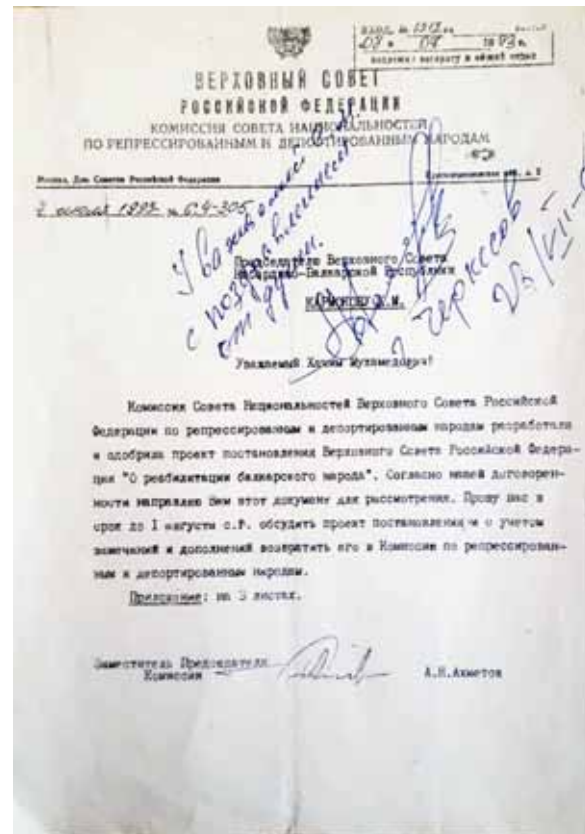 ВХОД. №
ВЕРХОВНЫЙ СОВЕТ
РОССИЙСКОЙ ФЕДЕРАЦИИ
КОМИССИЯ СОВЕТА НАЦИОНАЛЬНОСТЕЙ
ПО РЕПРЕССИРОВАННЫМ И ДЕПОРТИРОВАННЫМ НАРОДАМ
Москва, Дом Советов Российской Федерации
Председателю Верховного Совета
Кабардино-Балкарской Республики
Уважаемый Хачим Мухамедович!
Комиссия Совета Национальностей Верховного Совета Российской
Федерации по репрессированным и депортированным народам разработала
и одобрила проект постановления Верховного Совета Российской Федера-
ции "О реабилитации балкарского народа". Согласно нашей договорен-
ности направляю Вам этот документ для рассмотрения. Прошу Вас в
срок до 1 августа с.г. обсудить проект постановления и с учетом
замечаний и дополнений возвратить его в Комиссию по репрессирован-
ным и депортированным народам.
Приложение: на 3 листах.
Заместитель Председателя
Комиссии А.Н.Ахметов